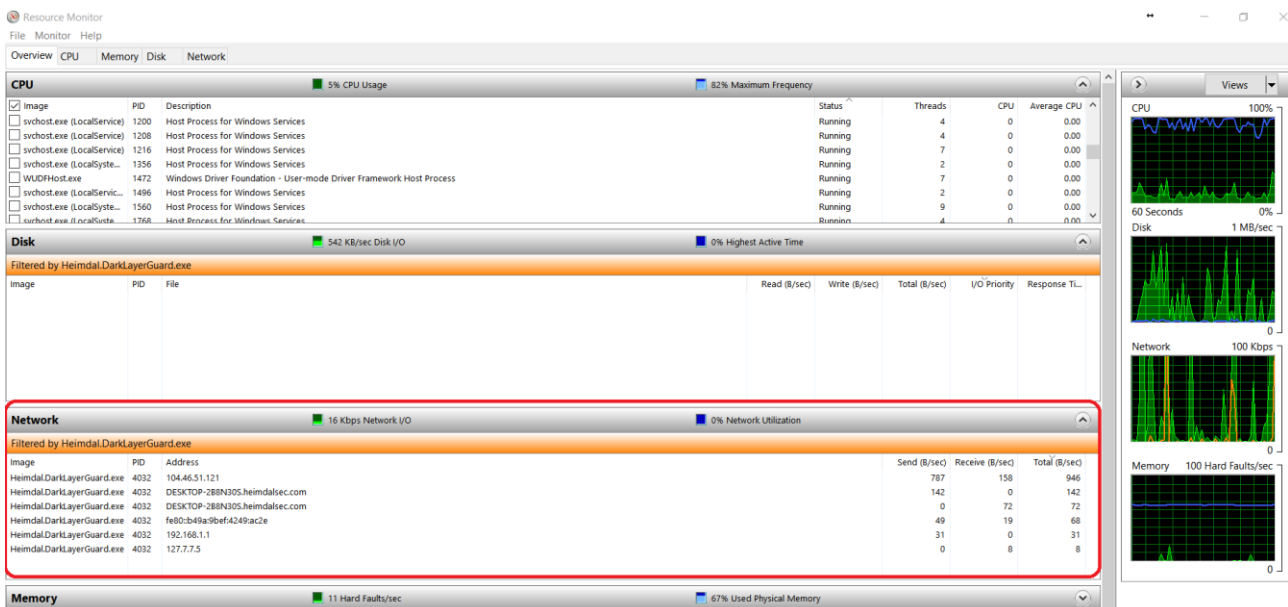 Resource Monitor
File Monitor Help
Overview CPU Memory Disk Network
CPU 5% CPU Usage 82% Maximum Frequency
Image PID Description Status Threads CPU Average CPU
svchost.exe (LocalService) 1200 Host Process for Windows Services Running 4 0 0.00
svchost.exe (LocalService) 1208 Host Process for Windows Services Running 4 0 0.00
svchost.exe (LocalService) 1216 Host Process for Windows Services Running 7 0 0.00
svchost.exe (LocalSyste... 1356 Host Process for Windows Services Running 2 0 0.00
WUDFHost.exe 1472 Windows Driver Foundation - User-mode Driver Framework Host Process Running 7 0 0.00
svchost.exe (LocalServic... 1496 Host Process for Windows Services Running 2 0 0.00
svchost.exe (LocalSyste... 1560 Host Process for Windows Services Running 9 0 0.00
svchost.exe (LocalSyste... 1768 Host Process for Windows Services Running 4 0 0.00
Disk 542 KB/sec Disk I/O 0% Highest Active Time
Filtered by Heimdal.DarkLayerGuard.exe
Image PID File Read (B/sec) Write (B/sec) Total (B/sec) I/O Priority Response Ti...
Network 16 Kbps Network I/O 0% Network Utilization
Filtered by Heimdal.DarkLayerGuard.exe
Image PID Address Send (B/sec) Receive (B/sec) Total (B/sec)
Heimdal.DarkLayerGuard.exe 4032 104.46.51.121 787 158 946
Heimdal.DarkLayerGuard.exe 4032 DESKTOP-2B8N30S.heimdalsec.com 142 0 142
Heimdal.DarkLayerGuard.exe 4032 DESKTOP-2B8N30S.heimdalsec.com 0 72 72
Heimdal.DarkLayerGuard.exe 4032 fe80::b49a:9bef:4249:ac2e 49 19 68
Heimdal.DarkLayerGuard.exe 4032 192.168.1.1 31 0 31
Heimdal.DarkLayerGuard.exe 4032 127.7.7.5 0 8 8
Memory 11 Hard Faults/sec 67% Used Physical Memory
Views
CPU 100%
60 Seconds 0%
Disk 1 MB/sec
0
Network 100 Kbps
0
Memory 100 Hard Faults/sec
0